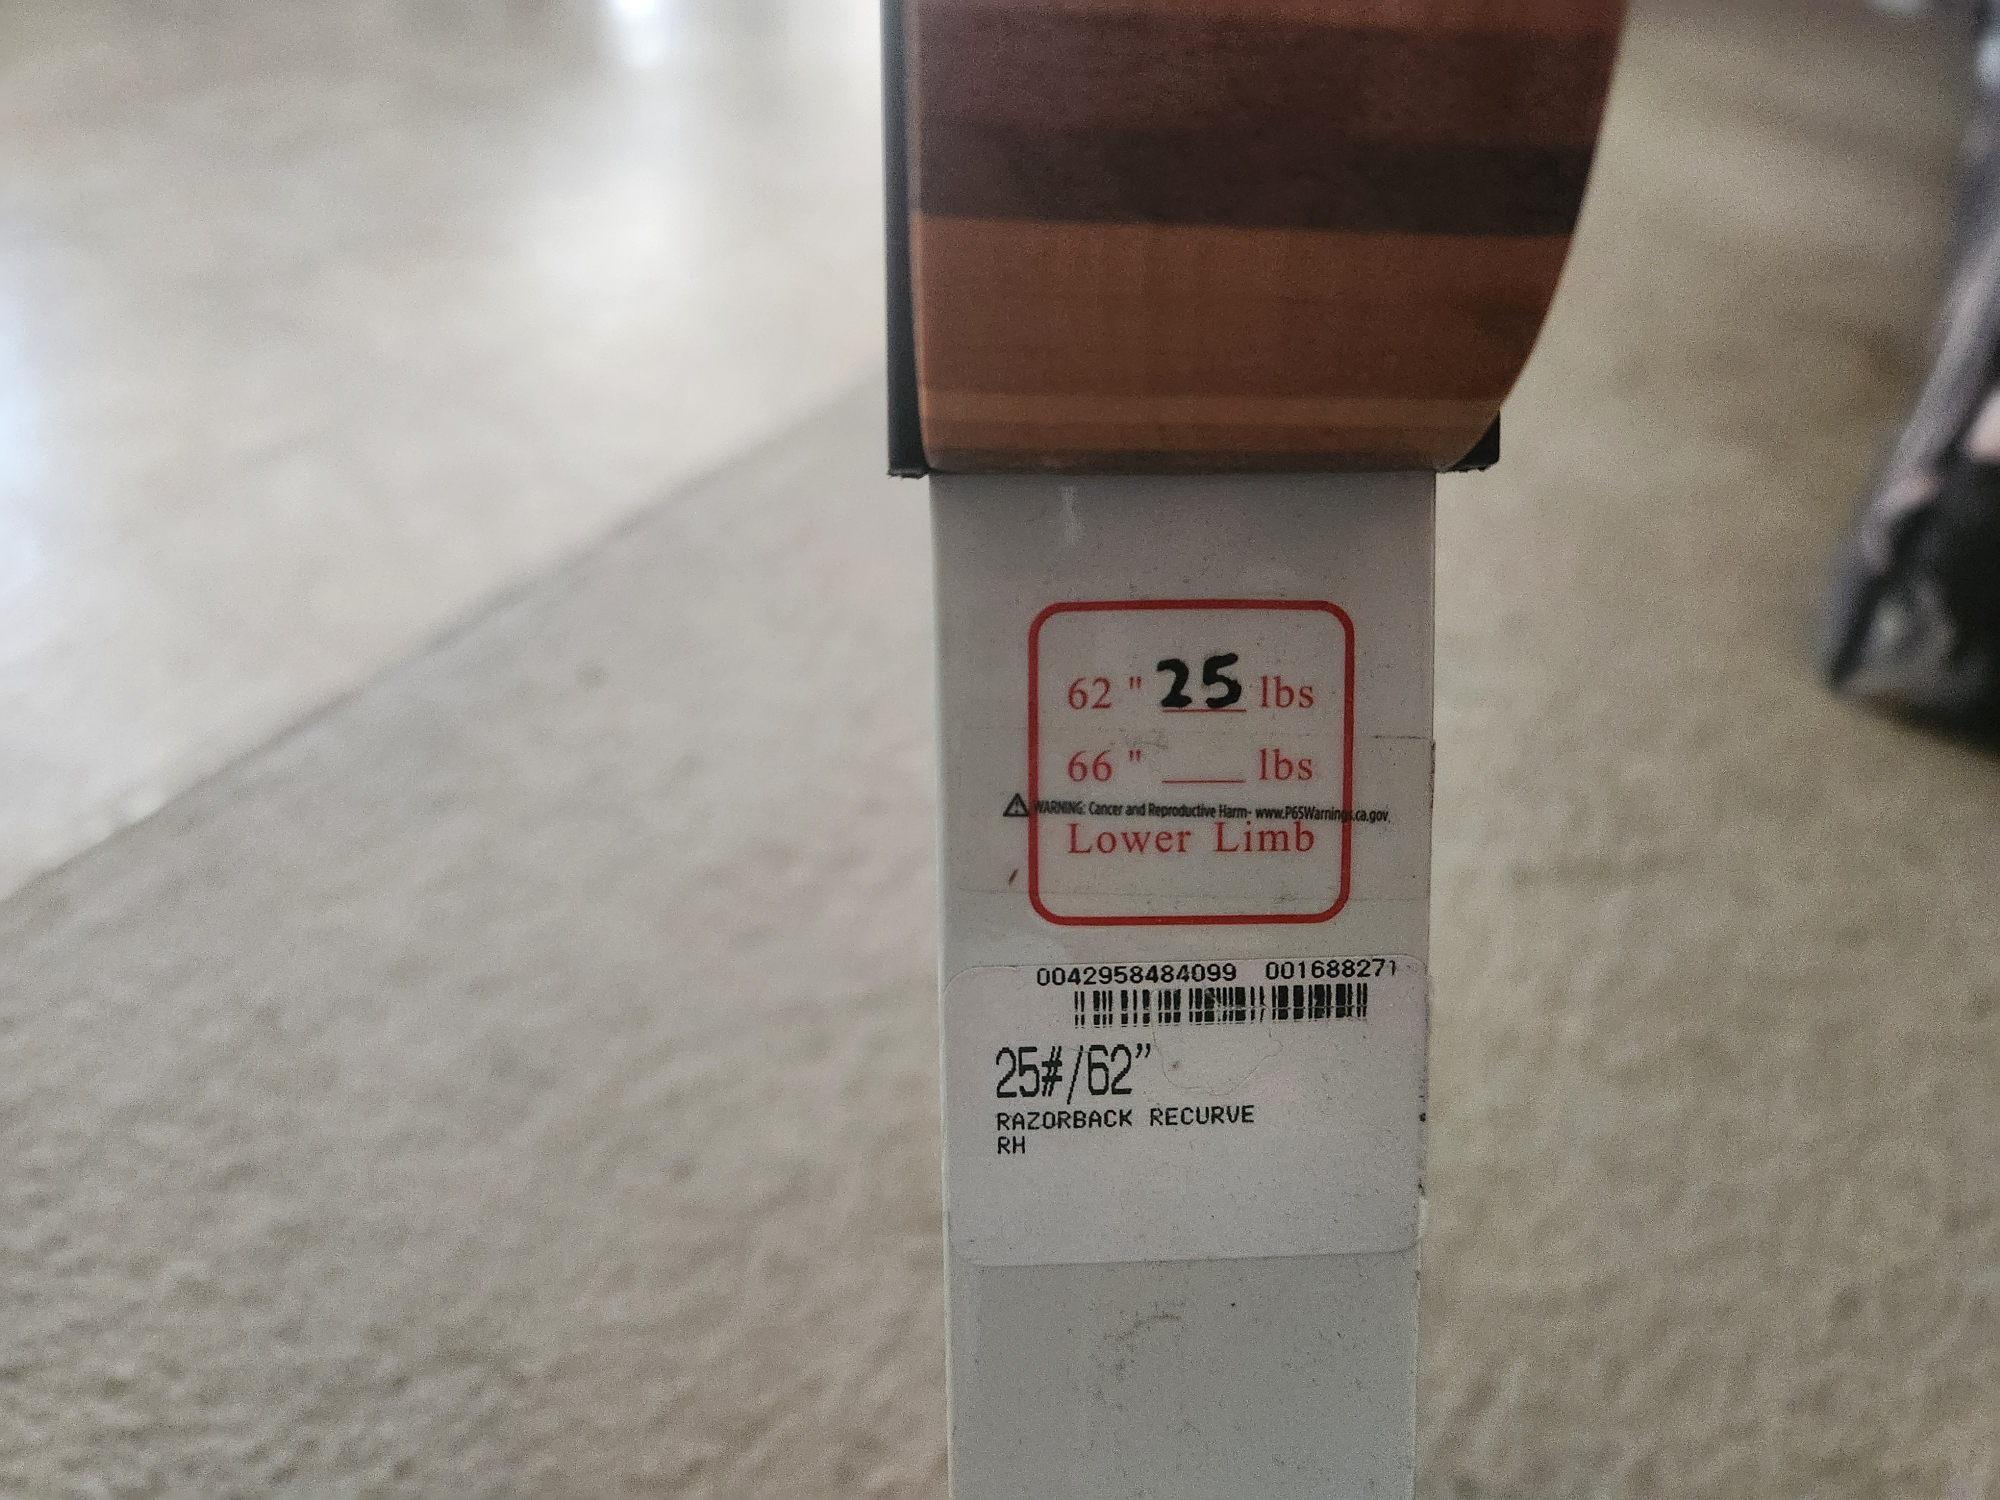 62 " 25 lbs
66 " ___ lbs
WARNING: Cancer and Reproductive Harm- www.P65Warnings.ca.gov.
Lower Limb
0042958484099 001688271
25#/62”
RAZORBACK RECURVE
RH